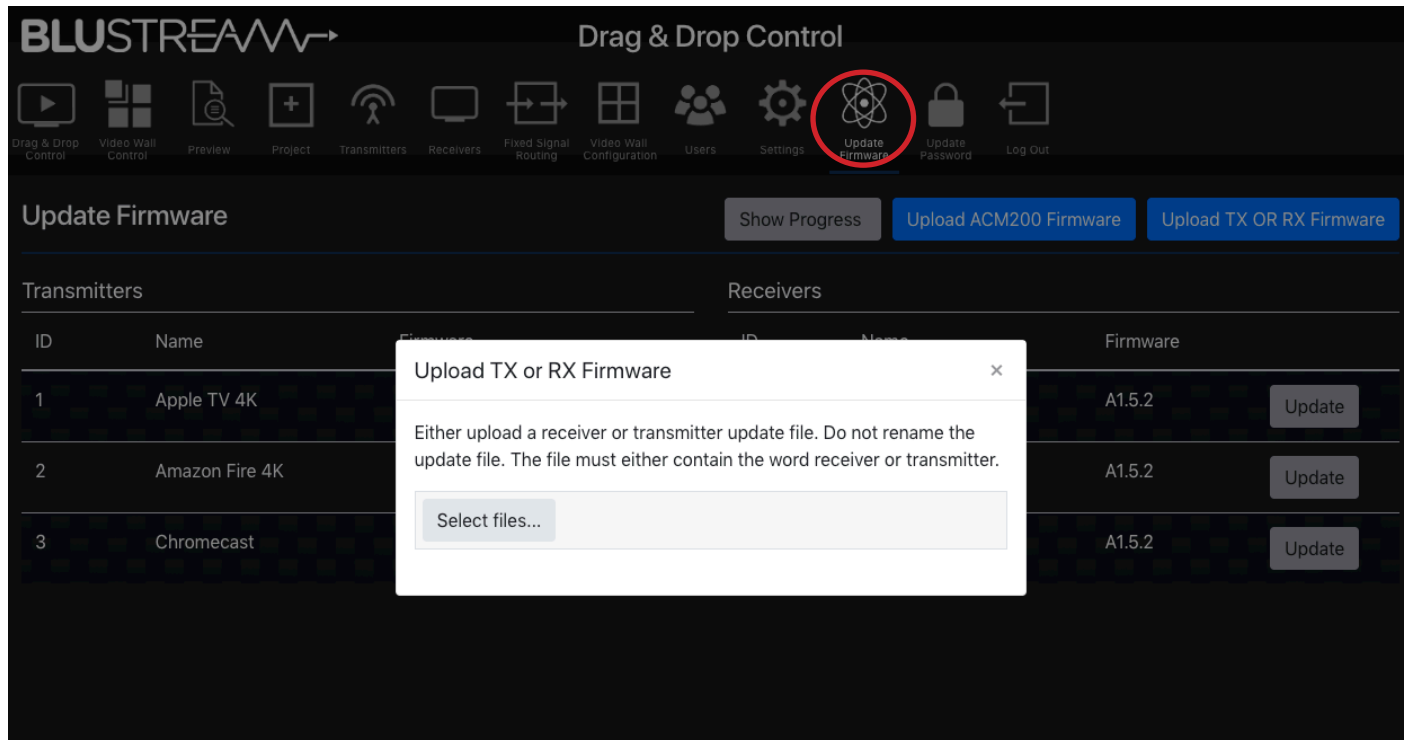 BLUSTREAM
Drag & Drop Control
Drag & Drop
Control
Video Wall
Control
Preview
Project
Transmitters
Receivers
Fixed Signal
Routing
Video Wall
Configuration
Users
Settings
Update
Firmware
Update
Password
Log Out
Update Firmware
Show Progress
Upload ACM200 Firmware
Upload TX OR RX Firmware
Transmitters
Receivers
ID Name Firmware
ID Name Firmware
Upload TX or RX Firmware ×
Either upload a receiver or transmitter update file. Do not rename the
update file. The file must either contain the word receiver or transmitter.
Select files...
1 Apple TV 4K
A1.5.2 Update
2 Amazon Fire 4K
A1.5.2 Update
3 Chromecast
A1.5.2 Update